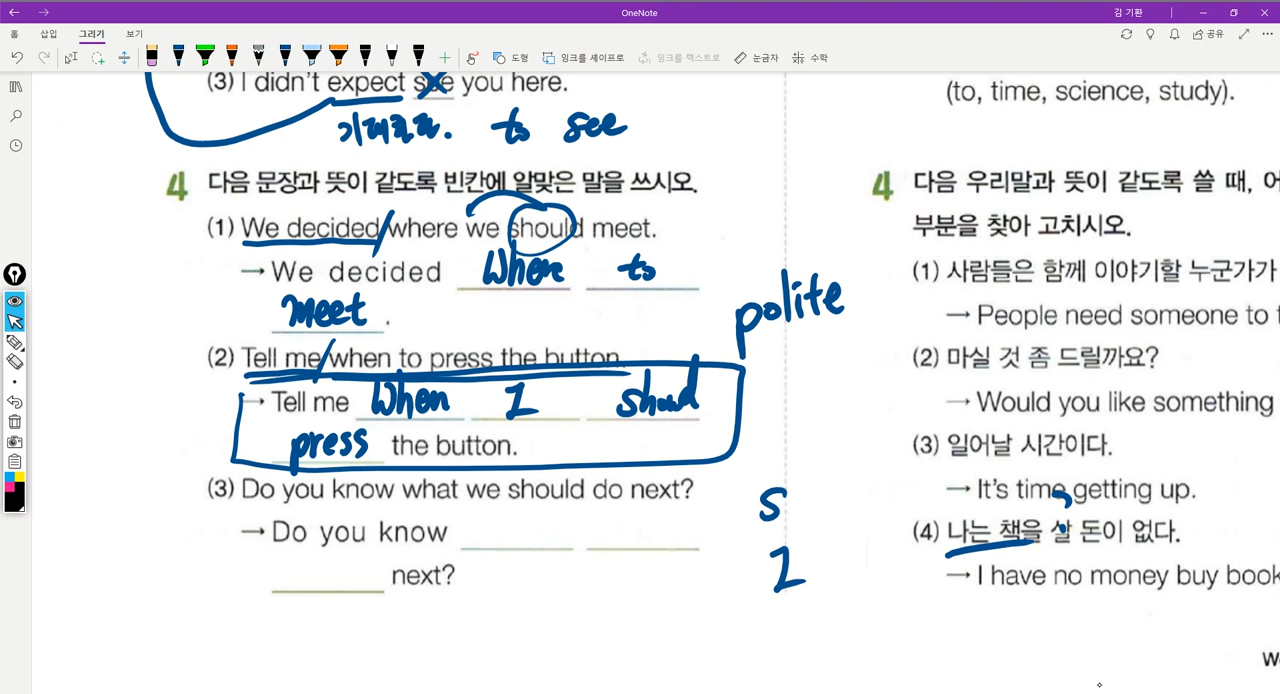 OneNote
김 기환
홈 삽입 그리기 보기
공유
도형 잉크를 셰이프로 잉크를 텍스트로 눈금자 수학
(3) I didn't expect see you here.
기대하다. to see
4 다음 문장과 뜻이 같도록 빈칸에 알맞은 말을 쓰시오.
(1) We decided / where we should meet.
→ We decided where to
meet .
polite
(2) Tell me / when to press the button.
→ Tell me when I should
press the button.
(3) Do you know what we should do next?
S
→ Do you know
I
next?
(to, time, science, study).
4 다음 우리말과 뜻이 같도록 쓸 때, 어
부분을 찾아 고치시오.
(1) 사람들은 함께 이야기할 누군가가
→ People need someone to t
(2) 마실 것 좀 드릴까요?
→ Would you like something
(3) 일어날 시간이다.
→ It's time getting up.
(4) 나는 책을 살 돈이 없다.
→ I have no money buy book
W